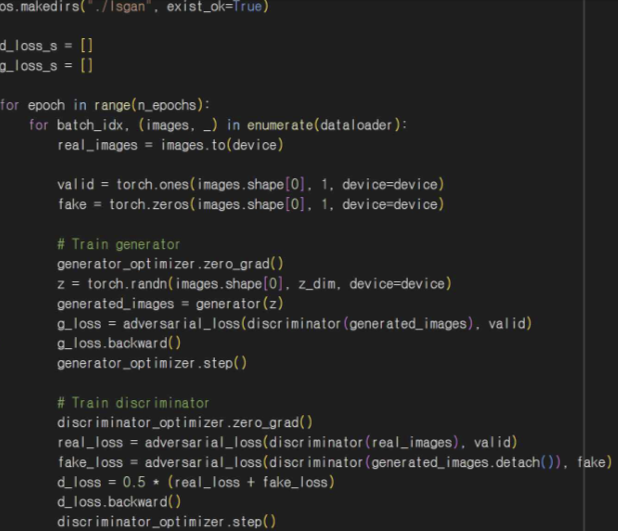 os.makedirs("./lsgan", exist_ok=True)
d_loss_s = []
g_loss_s = []
for epoch in range(n_epochs):
for batch_idx, (images, _) in enumerate(dataloader):
real_images = images.to(device)
valid = torch.ones(images.shape[0], 1, device=device)
fake = torch.zeros(images.shape[0], 1, device=device)
# Train generator
generator_optimizer.zero_grad()
z = torch.randn(images.shape[0], z_dim, device=device)
generated_images = generator(z)
g_loss = adversarial_loss(discriminator(generated_images), valid)
g_loss.backward()
generator_optimizer.step()
# Train discriminator
discriminator_optimizer.zero_grad()
real_loss = adversarial_loss(discriminator(real_images), valid)
fake_loss = adversarial_loss(discriminator(generated_images.detach()), fake)
d_loss = 0.5 * (real_loss + fake_loss)
d_loss.backward()
discriminator_optimizer.step()